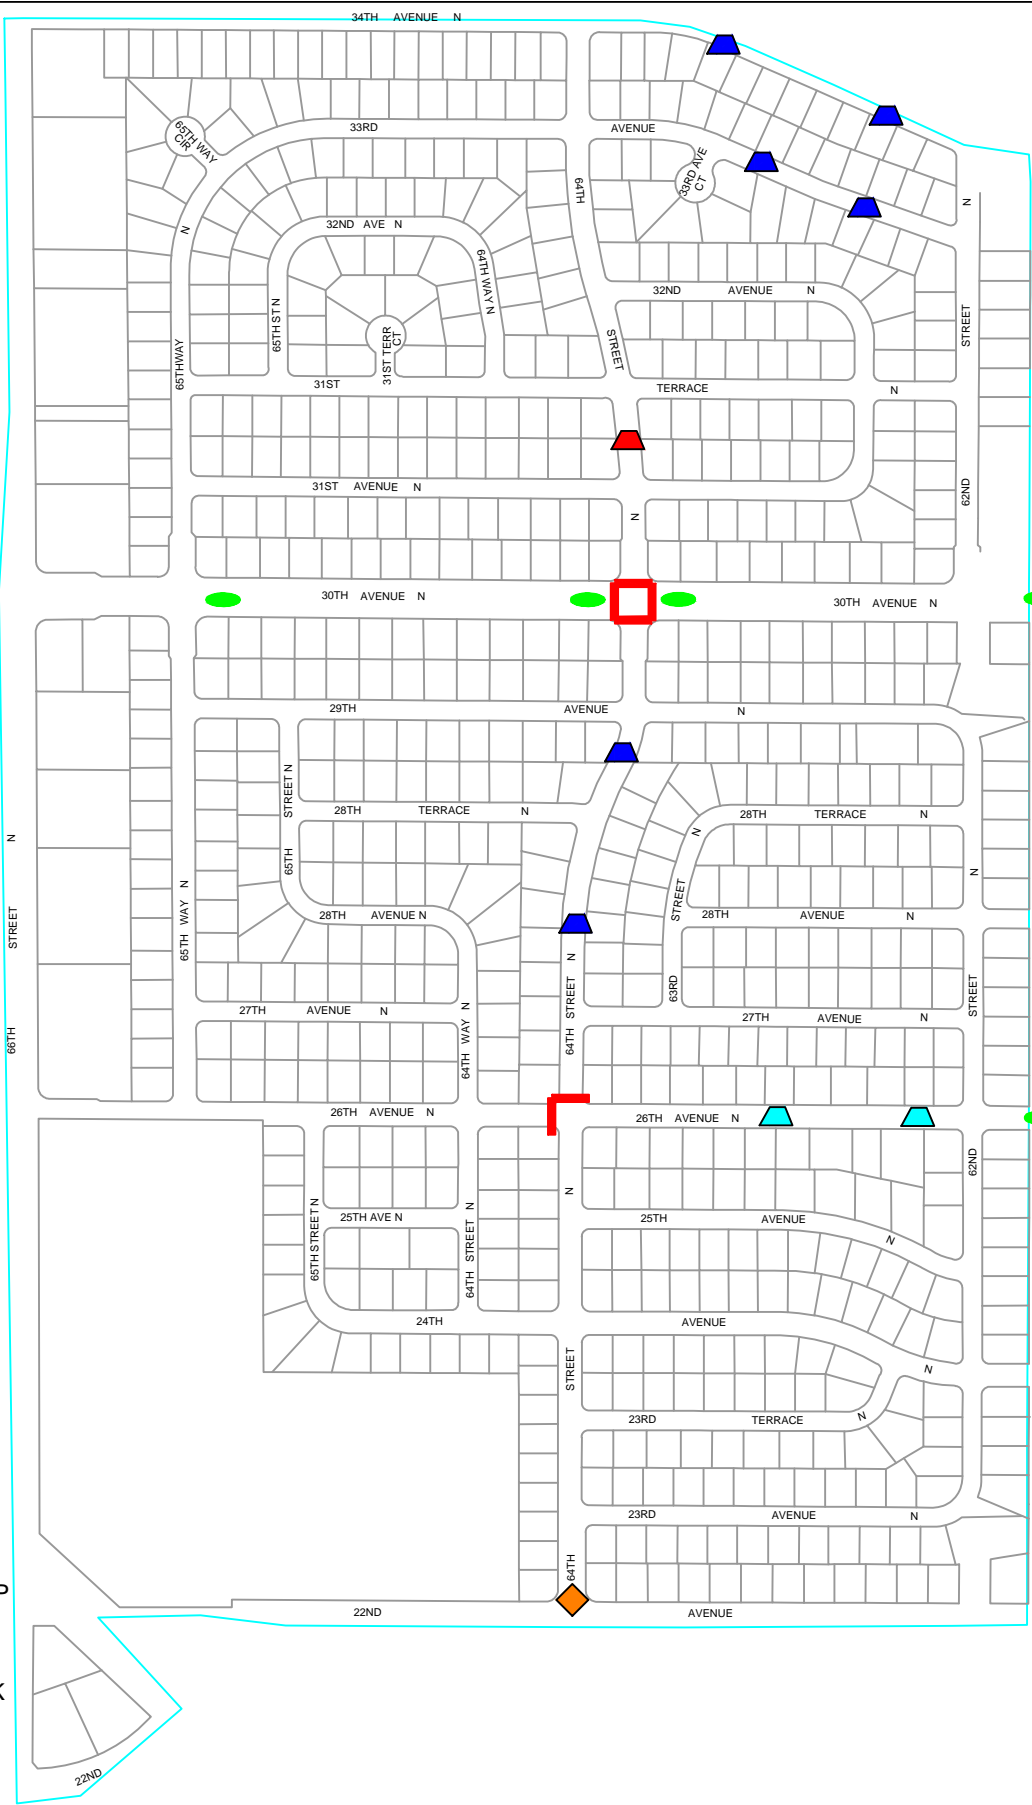 34TH AVENUE N
65TH WAY
CIR
33RD
AVENUE
33RD AVE
CT
64TH
N
N
32ND AVE N
64TH WAY N
32ND AVENUE N
65TH ST N
31ST TERR
CT
STREET
STREET
65THWAY
31ST
TERRACE
N
31ST AVENUE N
62ND
N
30TH AVENUE N
30TH AVENUE N
29TH
AVENUE
N
STREET N
28TH TERRACE N
28TH TERRACE N
N
N
65TH
65TH WAY N
STREET
28TH AVENUE N
28TH AVENUE N
N
STREET
66TH
64TH STREET N
63RD
STREET
27TH AVENUE N
27TH AVENUE N
64TH WAY N
26TH AVENUE N
26TH AVENUE N
62ND
N
25TH AVE N
25TH AVENUE
N
65TH STREET N
64TH STREET N
24TH
AVENUE
N
STREET
23RD TERRACE N
23RD AVENUE N
64TH
22ND
AVENUE
22ND